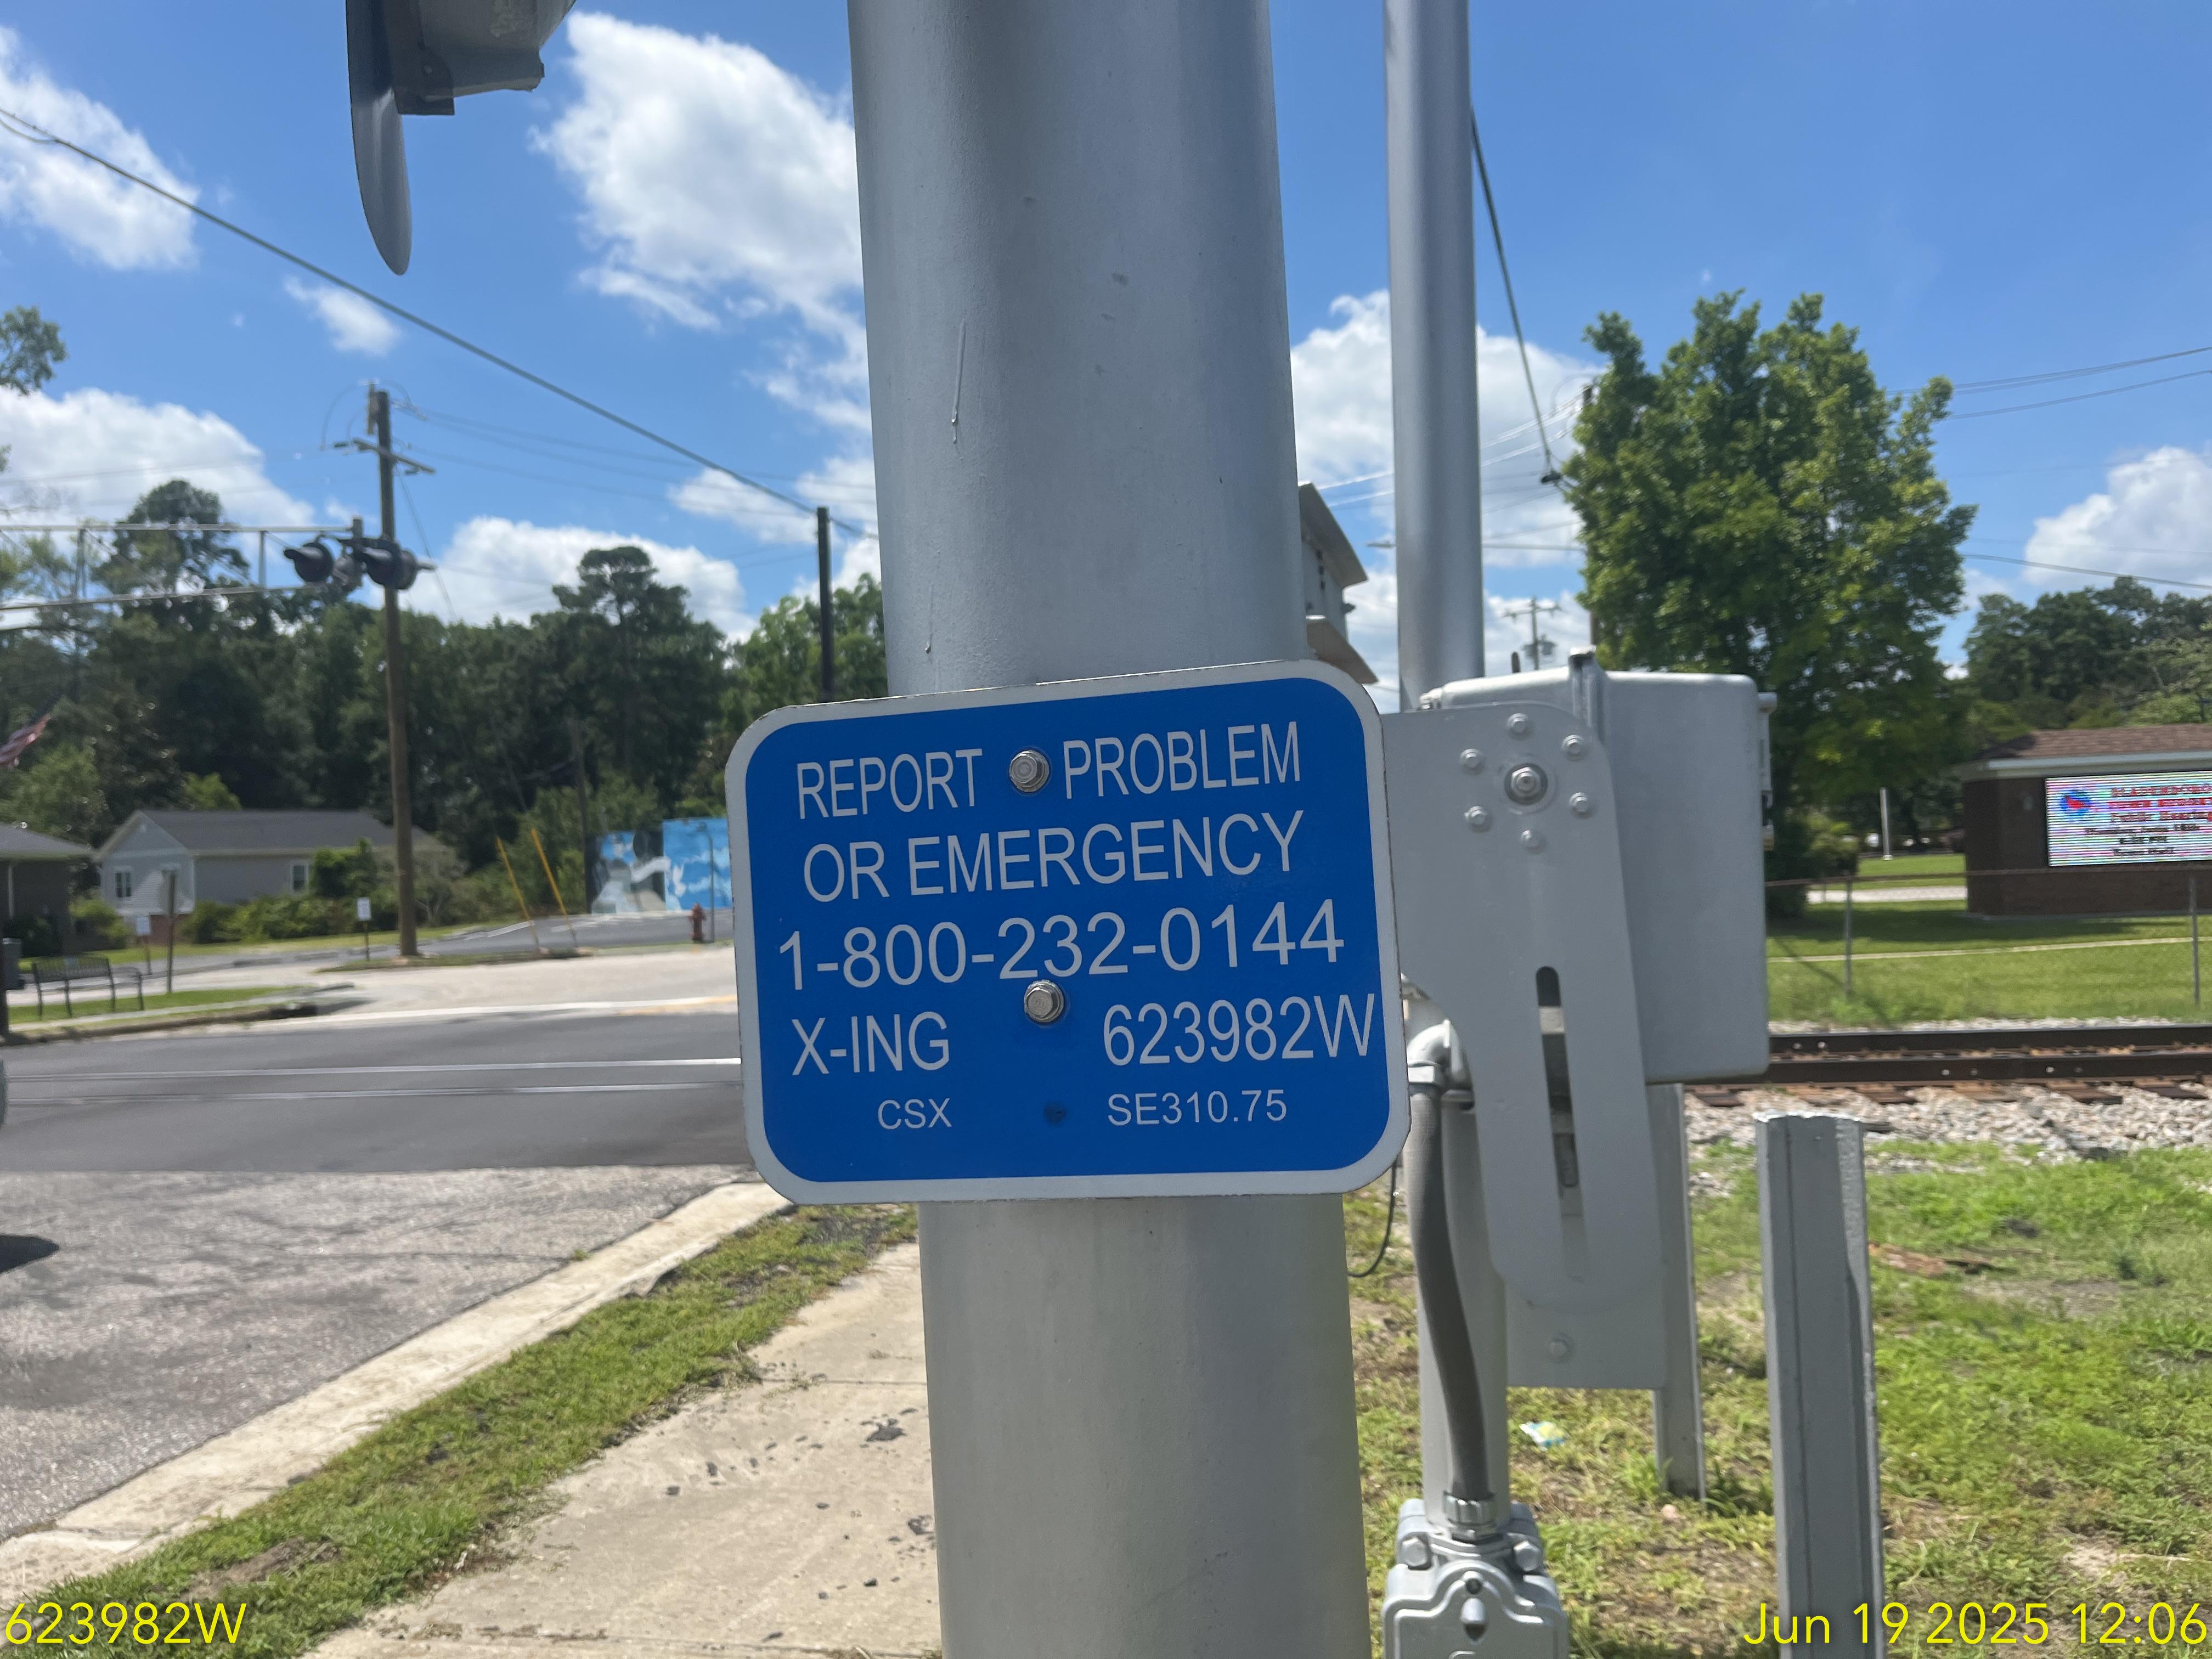 REPORT PROBLEM
OR EMERGENCY
1-800-232-0144
X-ING 623982W
CSX SE310.75
623982W
Jun 19 2025 12:06